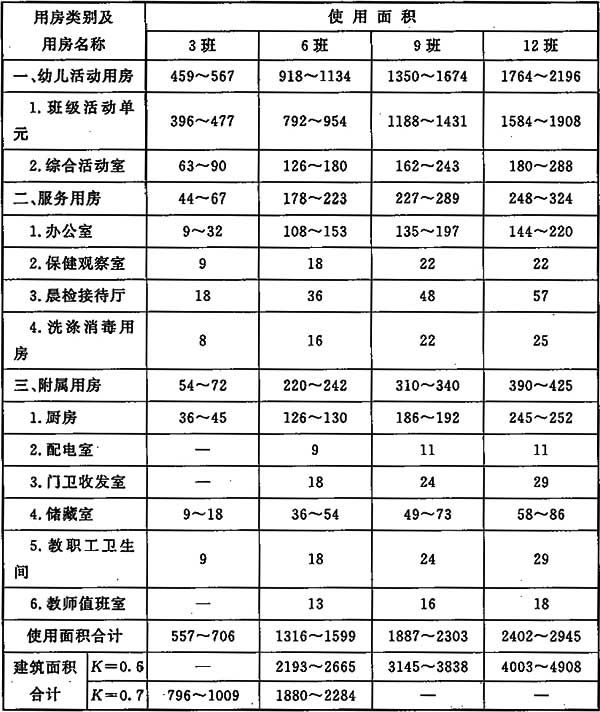 用房类别及 使用面积
用房名称 3班 6班 9班 12班
一、幼儿活动用房 459～567 918～1134 1350～1674 1764～2196
1.班级活动单
元 396～477 792～954 1188～1431 1584～1908
2.综合活动室 63～90 126～180 162～243 180～288
二、服务用房 44～67 178～223 227～289 248～324
1.办公室 9～32 108～153 135～197 144～220
2.保健观察室 9 18 22 22
3.晨检接待厅 18 36 48 57
4.洗涤消毒用
房 8 16 22 25
三、附属用房 54～72 220～242 310～340 390～425
1.厨房 36～45 126～130 186～192 245～252
2.配电室 — 9 11 11
3.门卫收发室 — 18 24 29
4.储藏室 9～18 36～54 49～73 58～86
5.教职工卫生
间 9 18 24 29
6.教师值班室 — 13 16 18
使用面积合计 557～706 1316～1599 1887～2303 2402～2945
建筑面积 K=0.6 — 2193～2665 3145～3838 4003～4908
合计 K=0.7 796～1009 1880～2284 — —